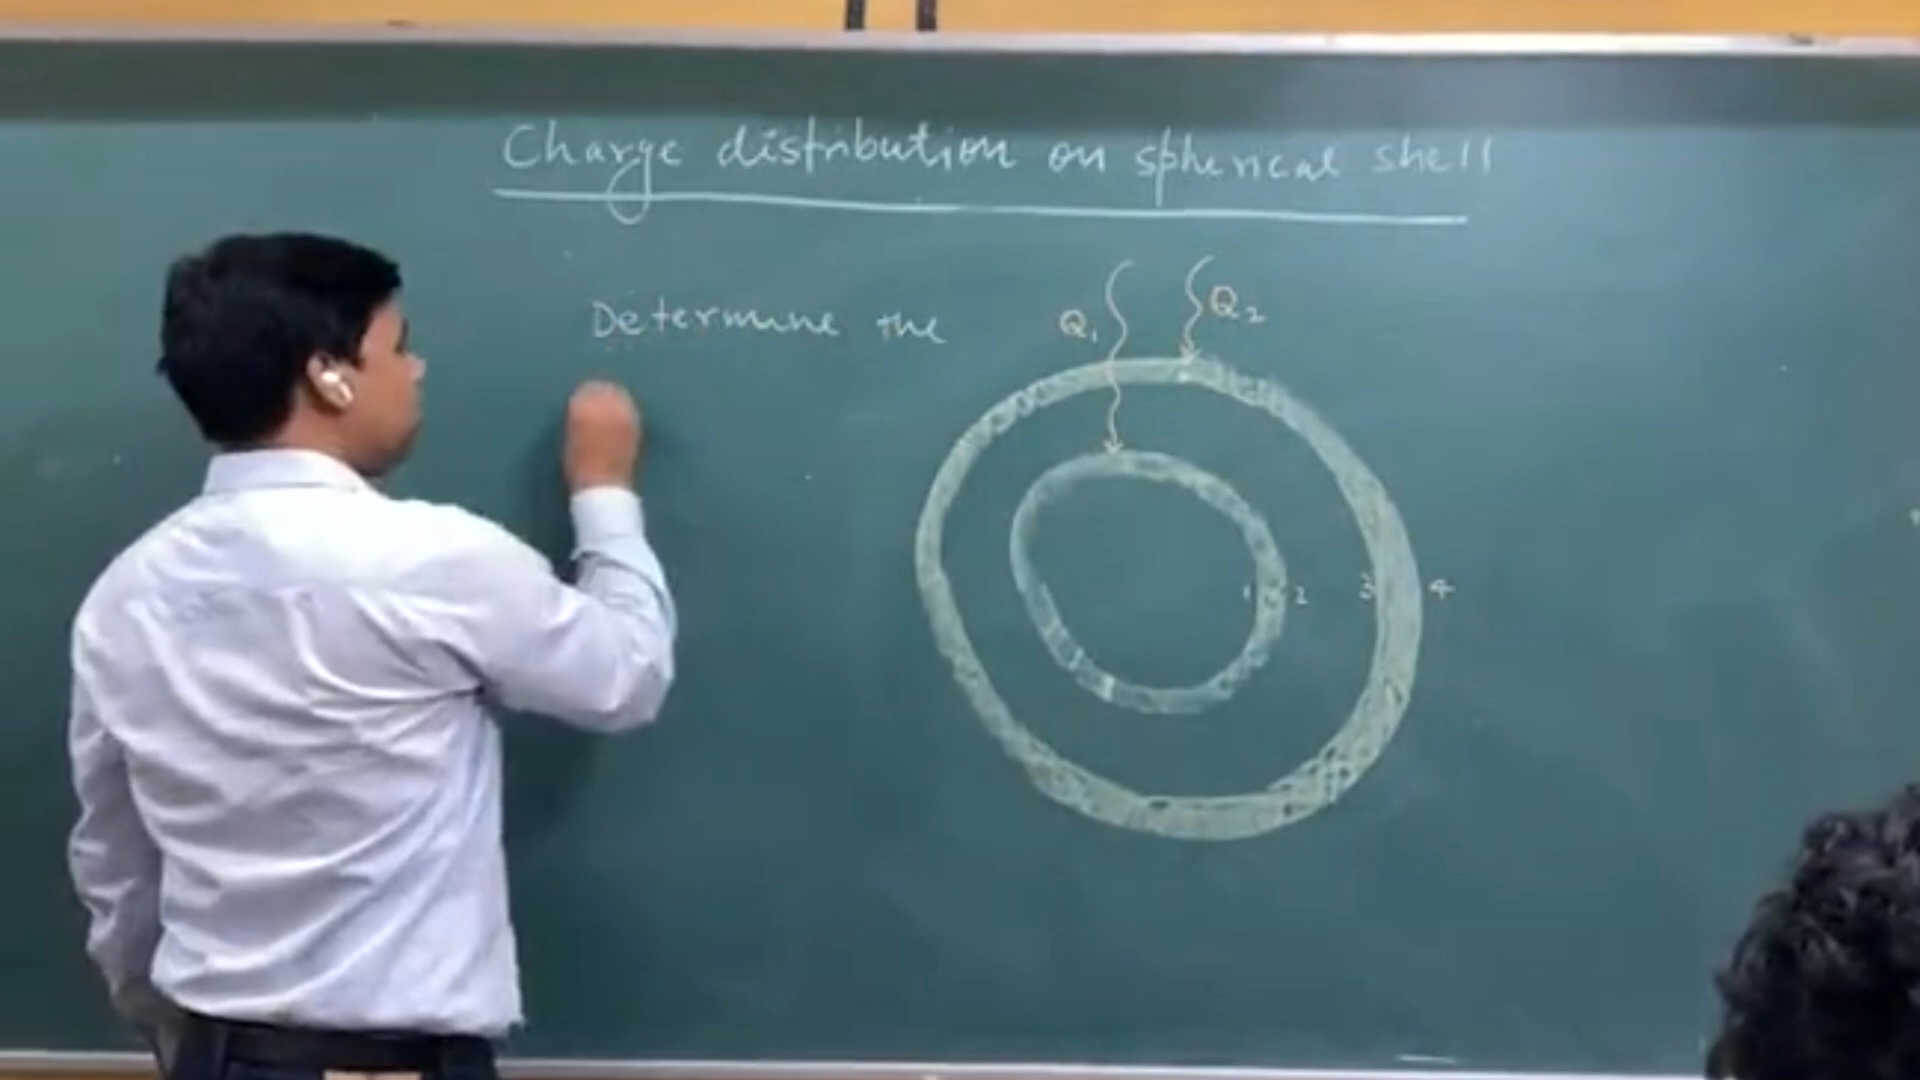 Charge distribution on spherical shell
Determine the
Q₁
Q₂
1 2 3 4